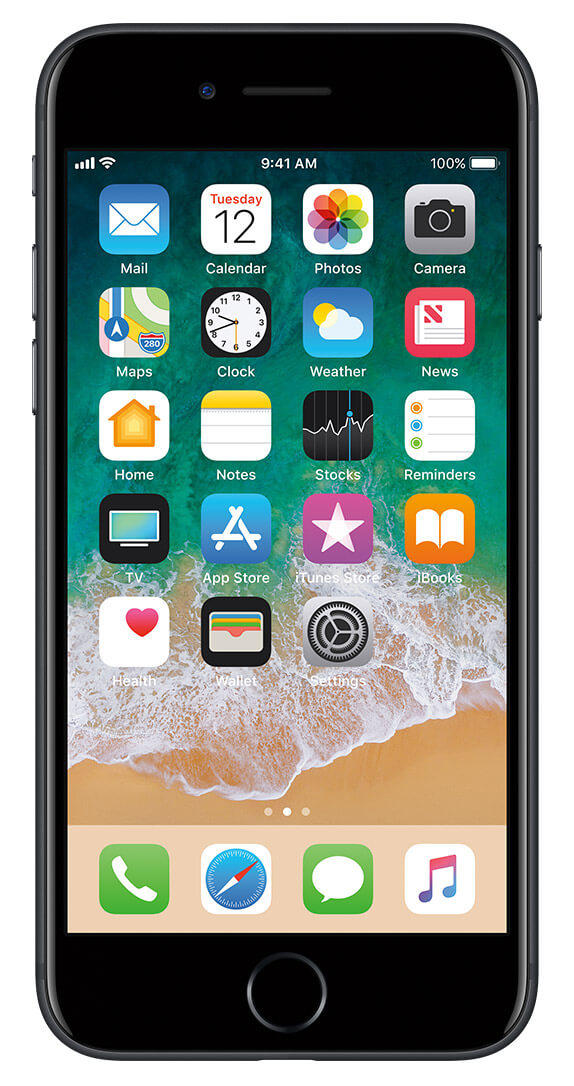 9:41 AM 100%
Tuesday
12
Mail Calendar Photos Camera
280
Maps Clock Weather News
Home Notes Stocks Reminders
TV App Store iTunes Store iBooks
Health Wallet Settings